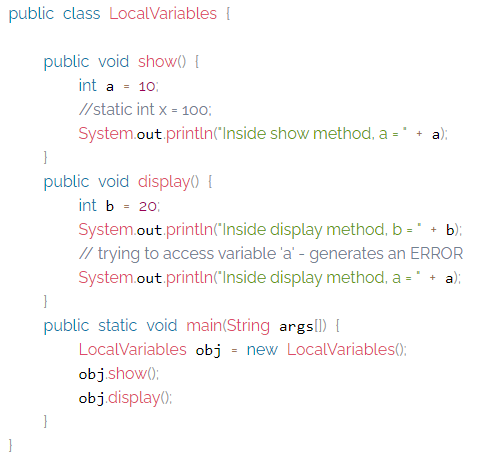 public class LocalVariables {
public void show() {
int a = 10;
//static int x = 100;
System.out.println("Inside show method, a = " + a);
}
public void display() {
int b = 20;
System.out.println("Inside display method, b = " + b);
// trying to access variable 'a' - generates an ERROR
System.out.println("Inside display method, a = " + a);
}
public static void main(String args[]) {
LocalVariables obj = new LocalVariables();
obj.show();
obj.display();
}
}